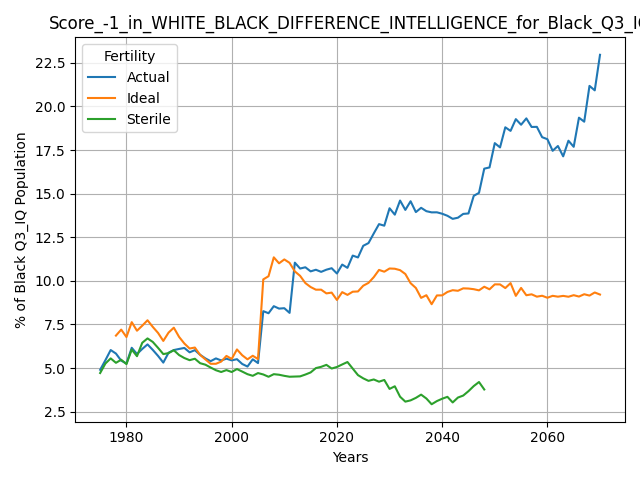 Score_-1_in_WHITE_BLACK_DIFFERENCE_INTELLIGENCE_for_Black_Q3_IQ
Fertility
Actual
Ideal
Sterile
22.5
20.0
17.5
15.0
12.5
10.0
7.5
5.0
2.5
% of Black Q3_IQ Population
1980 2000 2020 2040 2060
Years